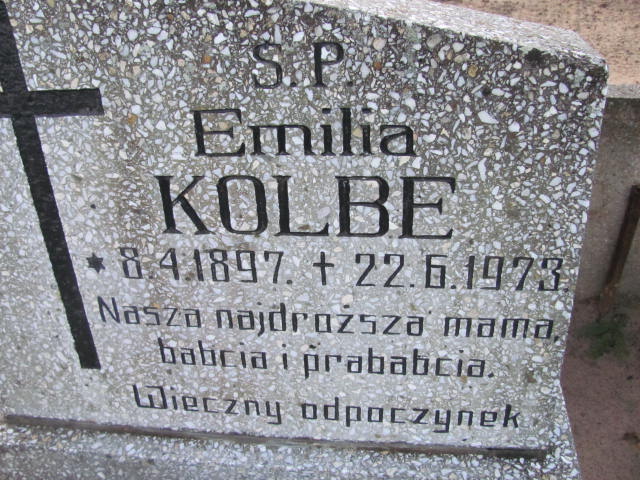 Ś.P.
Emilia
KOLBE
* 8.4.1897. + 22.6.1973.
Nasza najdroższa mama,
babcia i prababcia.
Wieczny odpoczynek